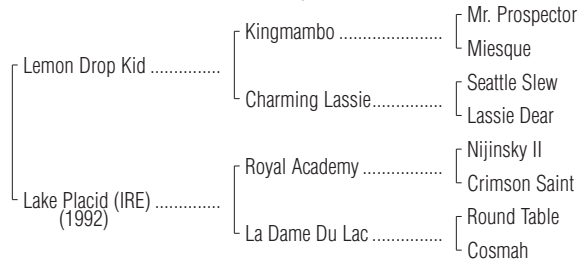 Mr. Prospector
Kingmambo ......................
Miesque
Lemon Drop Kid ...............
Seattle Slew
Charming Lassie................
Lassie Dear
Nijinsky II
Royal Academy .................
Crimson Saint
Lake Placid (IRE) ..............
(1992)
Round Table
La Dame Du Lac ...............
Cosmah